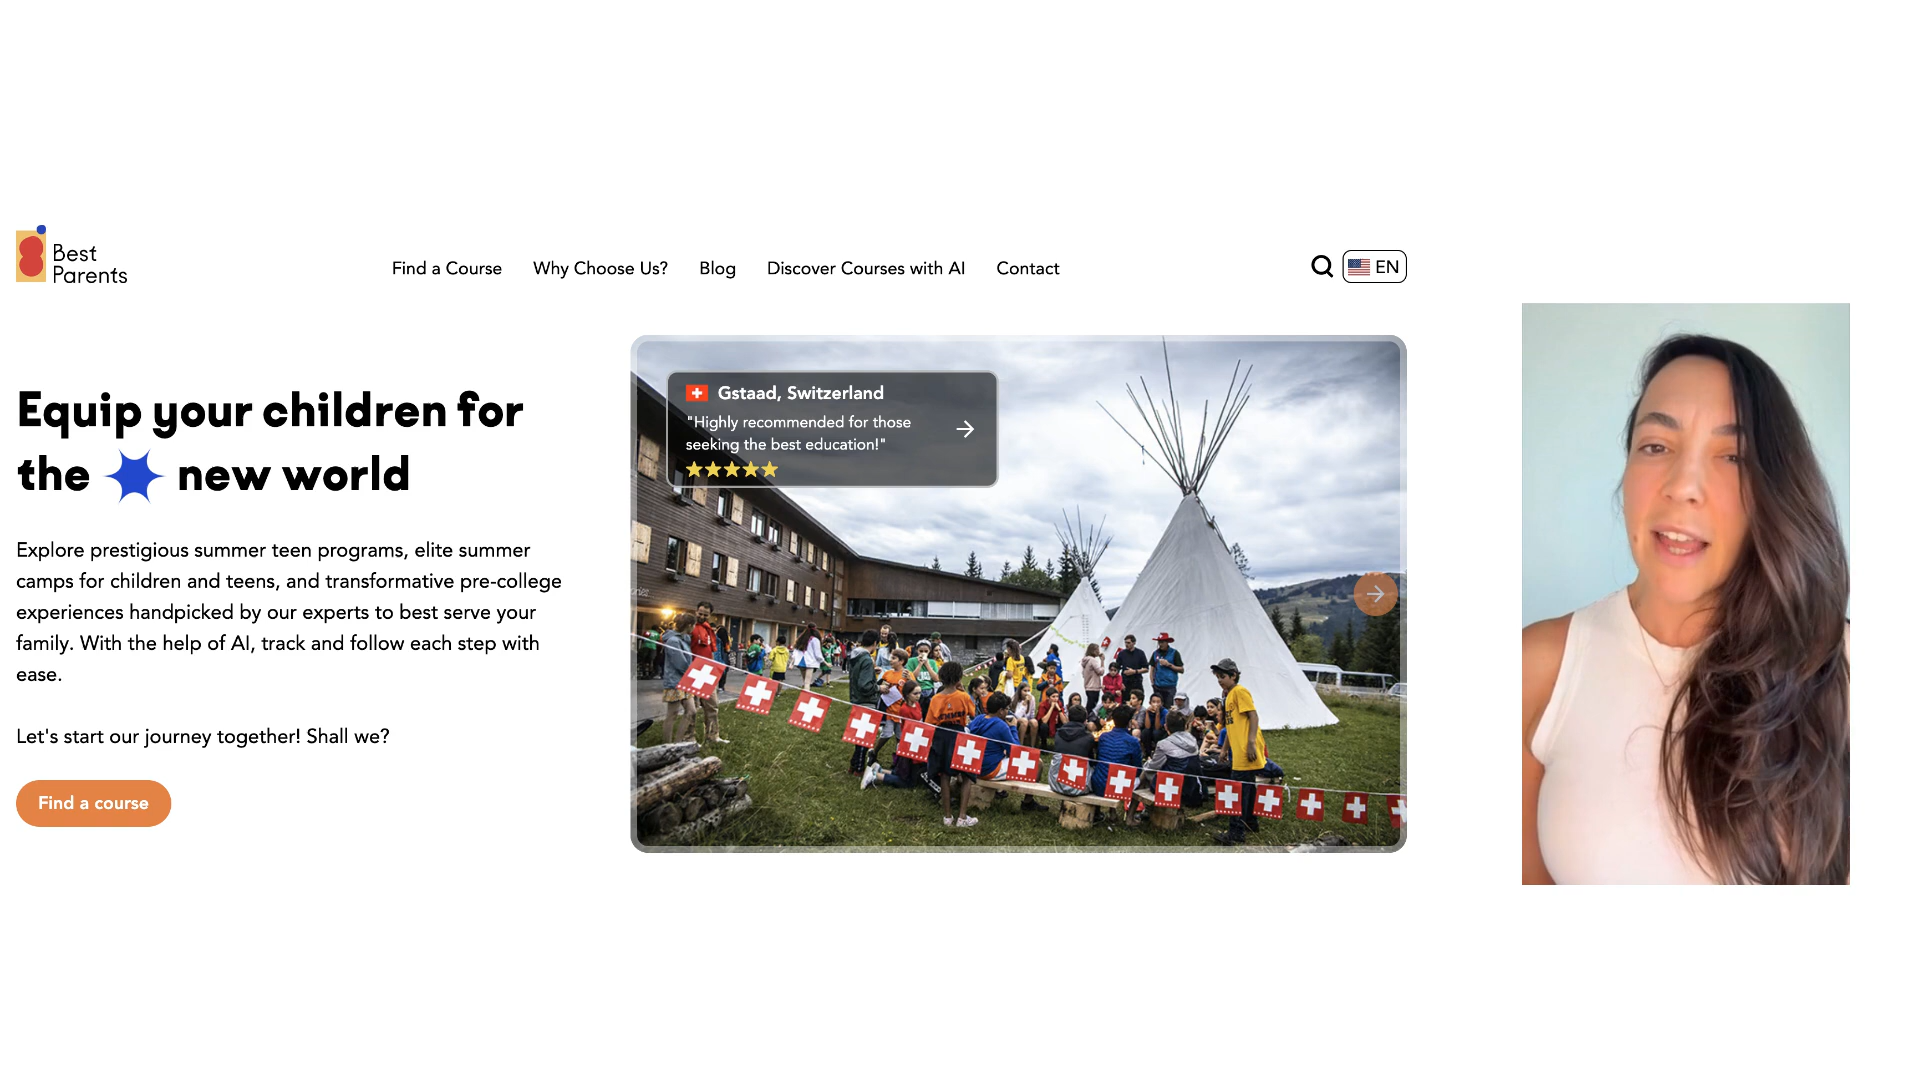 Best
Parents
Find a Course
Why Choose Us?
Blog
Discover Courses with AI
Contact
EN
Equip your children for
the new world
Explore prestigious summer teen programs, elite summer
camps for children and teens, and transformative pre-college
experiences handpicked by our experts to best serve your
family. With the help of AI, track and follow each step with
ease.
Let's start our journey together! Shall we?
Find a course
Gstaad, Switzerland
"Highly recommended for those
seeking the best education!"